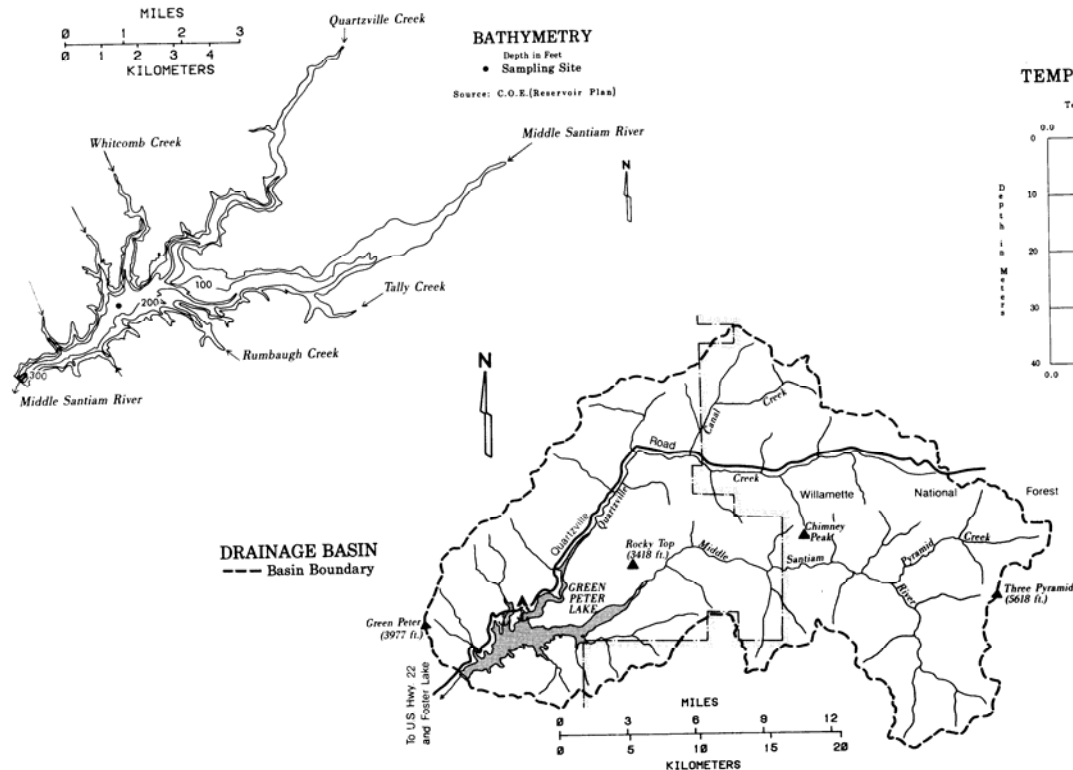 MILES
0 1 2 3
0 1 2 3 4
KILOMETERS
Quartzville Creek
BATHYMETRY
Depth in Feet
• Sampling Site
Source: C.O.E.(Reservoir Plan)
Whitcomb Creek
Middle Santiam River
N
100
200
300
Tally Creek
Rumbaugh Creek
Middle Santiam River
TEMP
Te
0.0
0
10
20
30
40
0.0
Depth in Meters
N
DRAINAGE BASIN
Basin Boundary
Canal
Creek
Road
Creek
Quartzville
Quartzville
Willamette
National
Forest
Chimney
Peak
Rocky Top
(3418 ft.)
Middle
Santiam
River
Pyramid
Creek
Three Pyramid
(5618 ft.)
GREEN
PETER
LAKE
Green Peter
(3977 ft.)
To U.S Hwy. 22
and Foster Lake
MILES
0 3 6 9 12
0 5 10 15 20
KILOMETERS